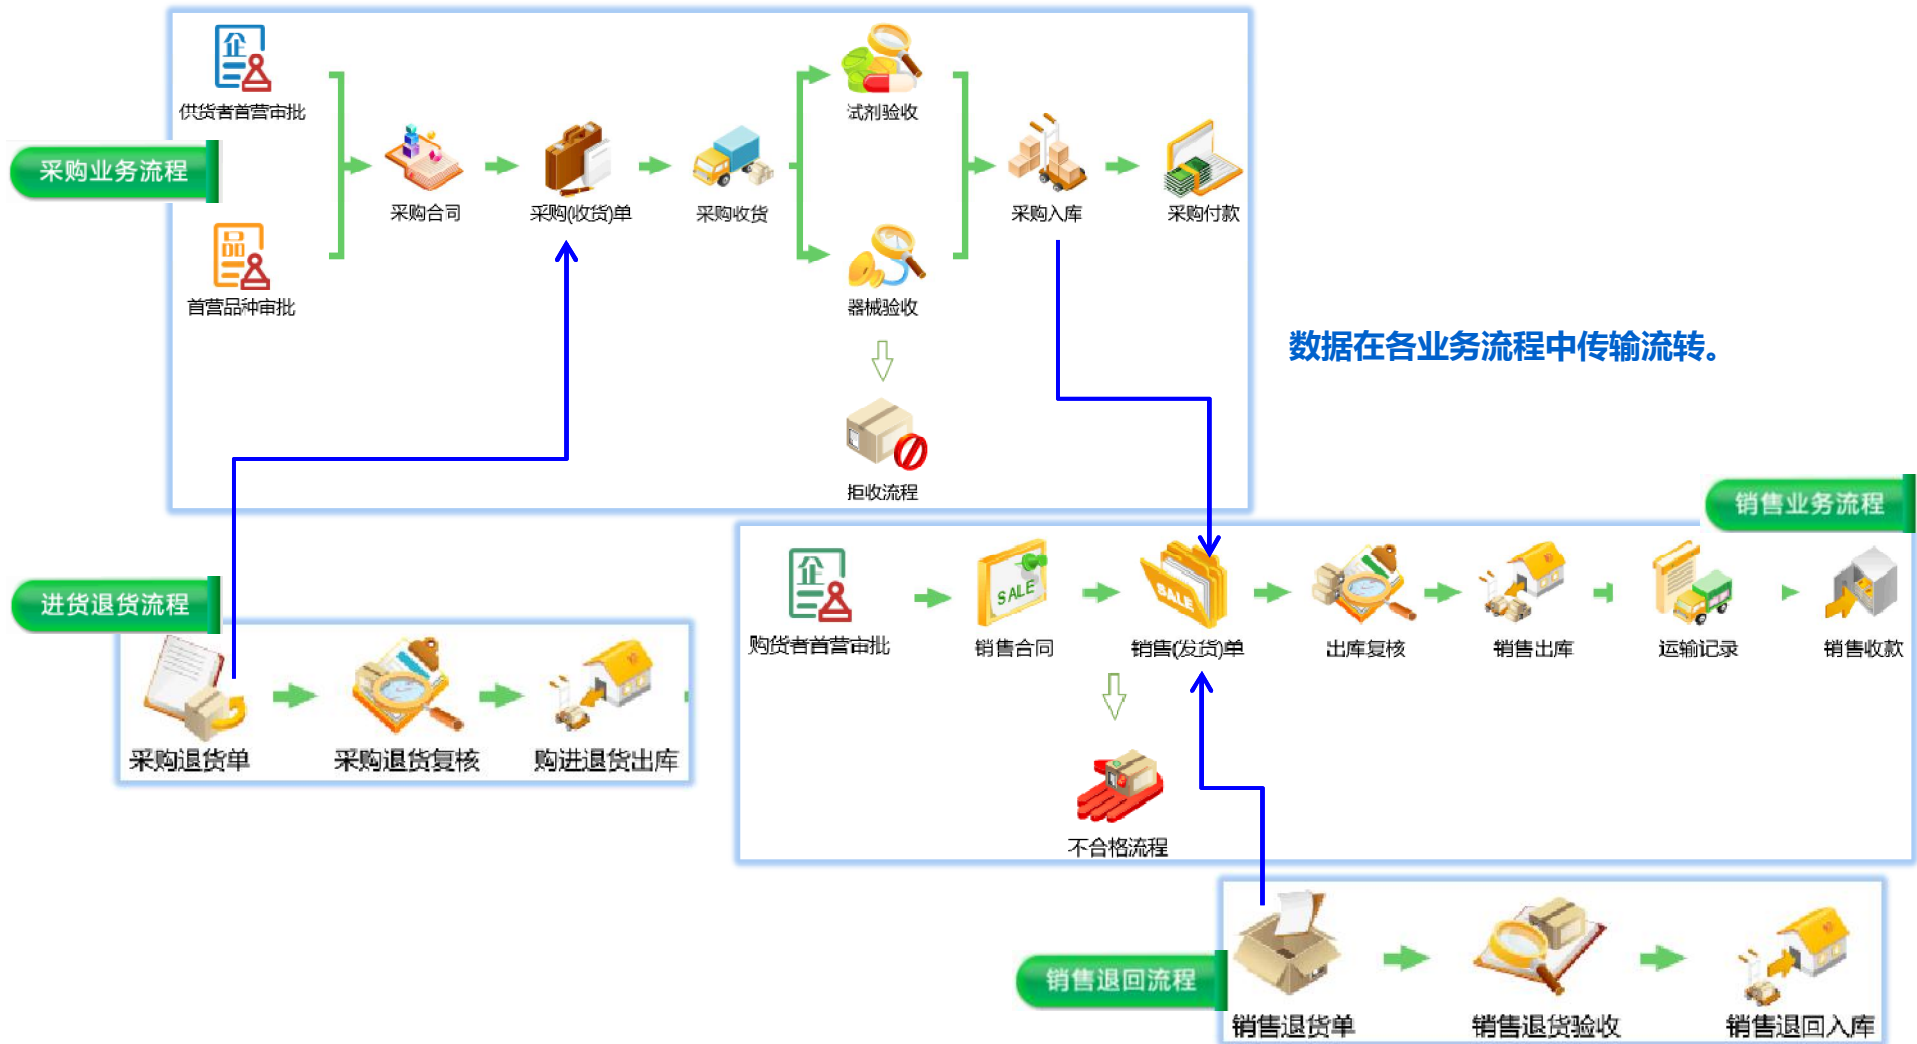 采购业务流程
供货者首营审批
首营品种审批
采购合同
采购(收货)单
采购收货
试剂验收
器械验收
拒收流程
采购入库
采购付款
数据在各业务流程中传输流转。
进货退货流程
采购退货单
采购退货复核
购进退货出库
销售业务流程
购货者首营审批
销售合同
销售(发货)单
出库复核
销售出库
运输记录
销售收款
不合格流程
销售退回流程
销售退货单
销售退货验收
销售退回入库
企
品
企
SALE
SALE